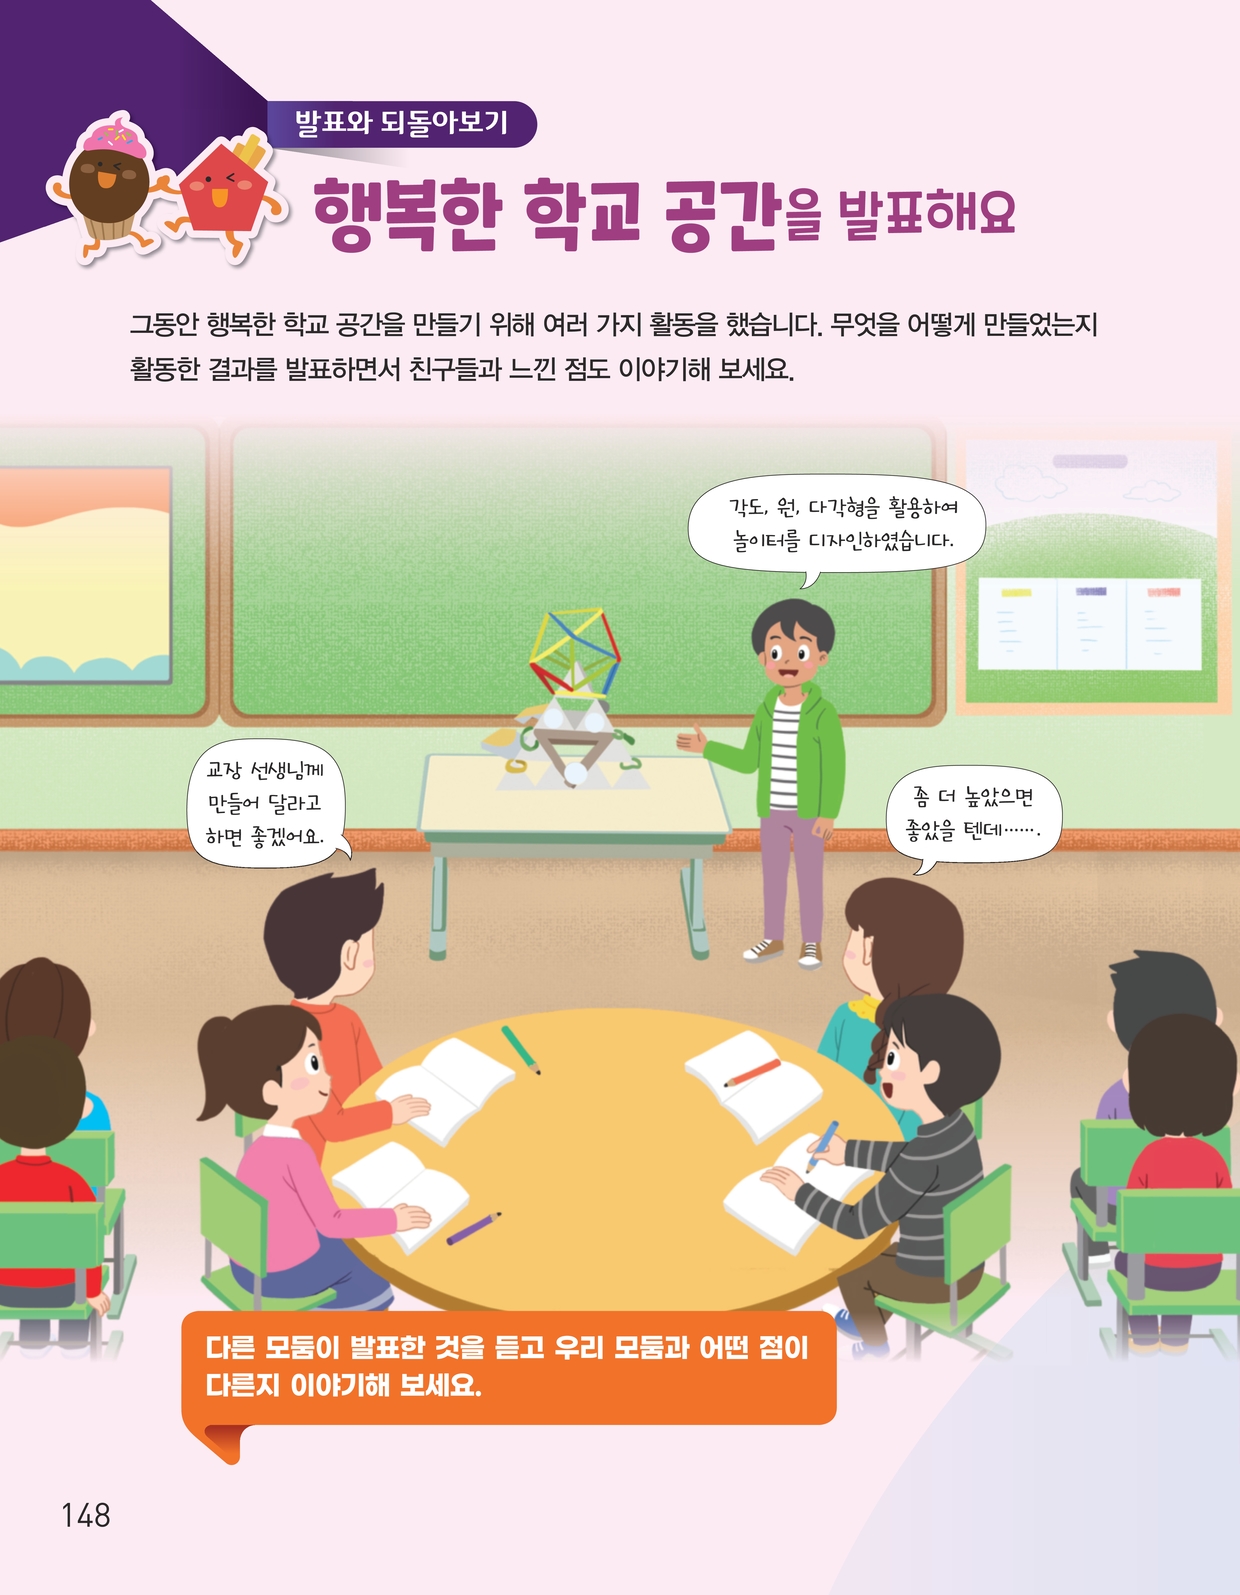 발표와 되돌아보기
행복한 학교 공간을 발표해요
그동안 행복한 학교 공간을 만들기 위해 여러 가지 활동을 했습니다. 무엇을 어떻게 만들었는지
활동한 결과를 발표하면서 친구들과 느낀 점도 이야기해 보세요.
각도, 원, 다각형을 활용하여
놀이터를 디자인하였습니다.
교장 선생님께
만들어 달라고
하면 좋겠어요.
좀 더 높았으면
좋았을 텐데…….
다른 모둠이 발표한 것을 듣고 우리 모둠과 어떤 점이
다른지 이야기해 보세요.
148